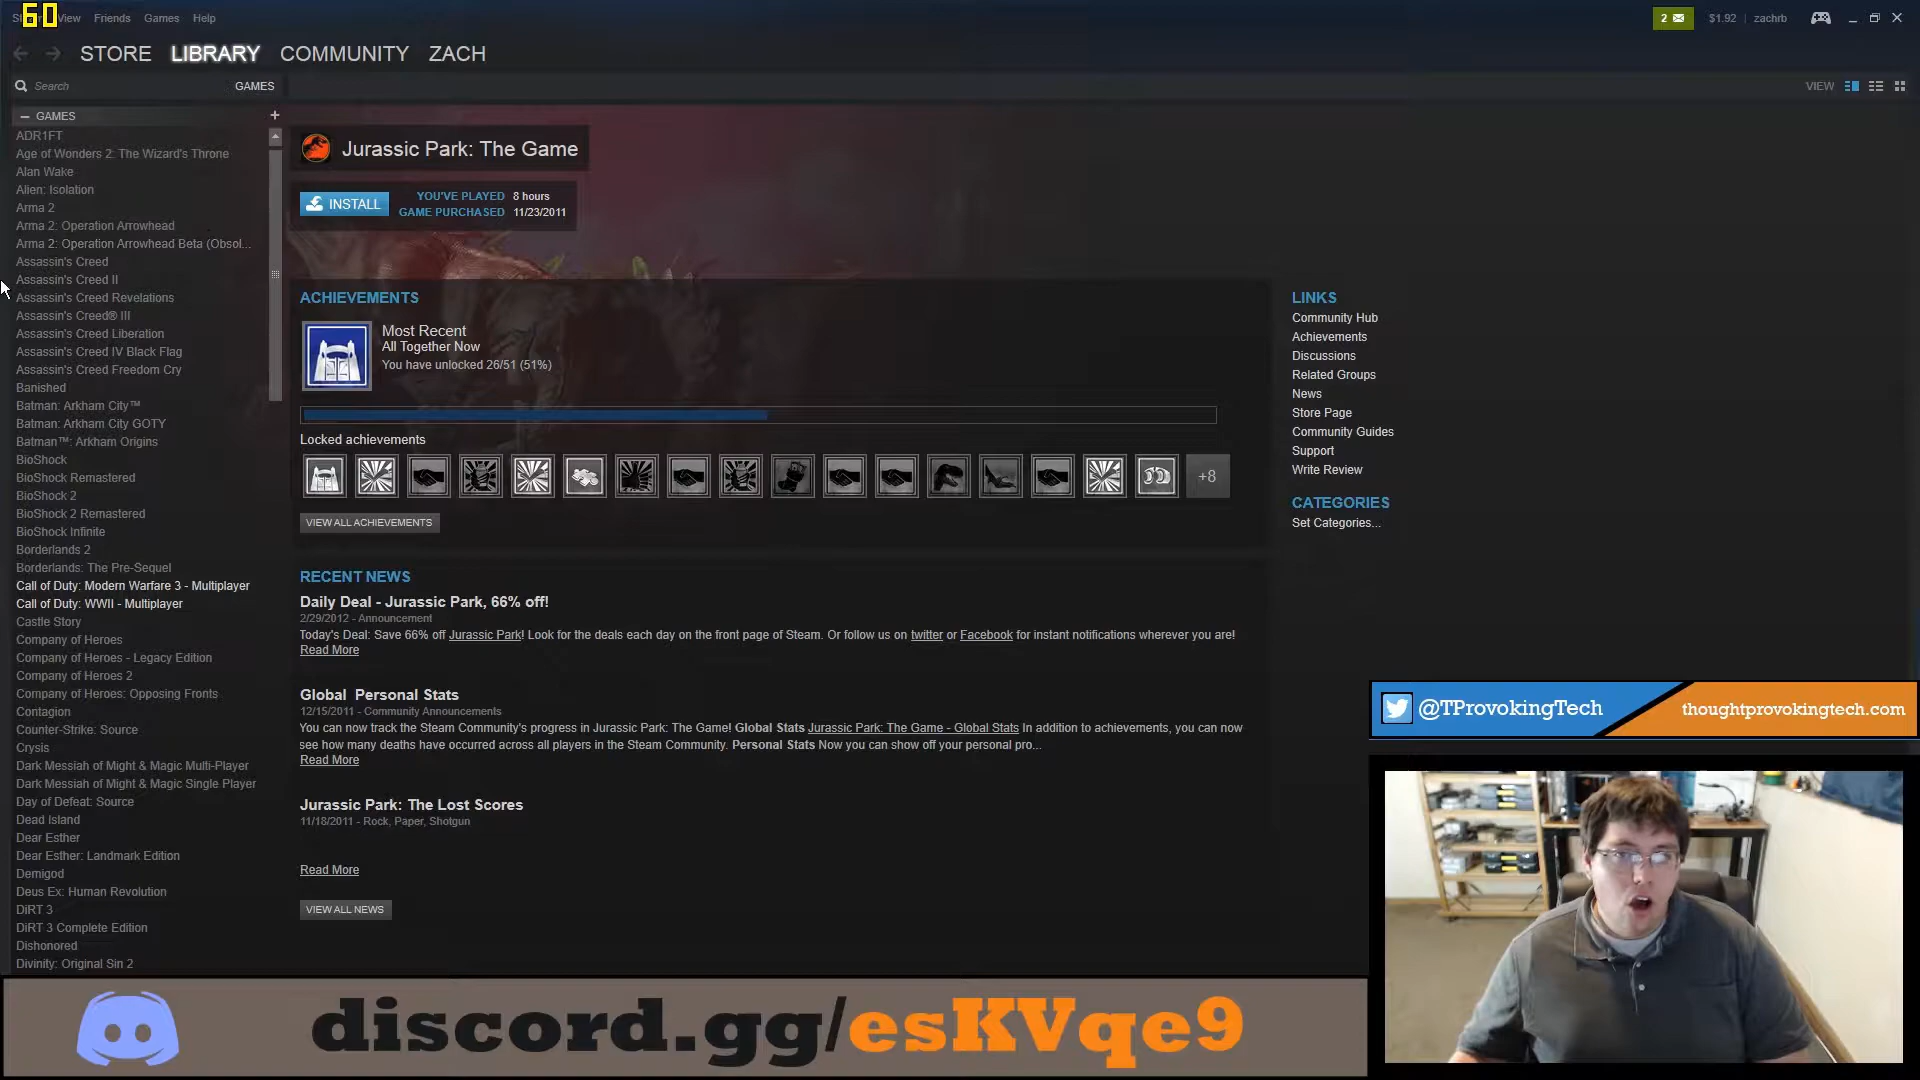 60
View Friends Games Help
2 $1.92 | zachrb
STORE LIBRARY COMMUNITY ZACH
Search GAMES
VIEW
— GAMES +
ADR1FT
Age of Wonders 2: The Wizard's Throne
Alan Wake
Alien: Isolation
Arma 2
Arma 2: Operation Arrowhead
Arma 2: Operation Arrowhead Beta (Obsol...
Assassin's Creed
Assassin's Creed II
Assassin's Creed Revelations
Assassin's Creed® III
Assassin's Creed Liberation
Assassin's Creed IV Black Flag
Assassin's Creed Freedom Cry
Banished
Batman: Arkham City™
Batman: Arkham City GOTY
Batman™: Arkham Origins
BioShock
BioShock Remastered
BioShock 2
BioShock 2 Remastered
BioShock Infinite
Borderlands 2
Borderlands: The Pre-Sequel
Call of Duty: Modern Warfare 3 - Multiplayer
Call of Duty: WWII - Multiplayer
Castle Story
Company of Heroes
Company of Heroes - Legacy Edition
Company of Heroes 2
Company of Heroes: Opposing Fronts
Contagion
Counter-Strike: Source
Crysis
Dark Messiah of Might & Magic Multi-Player
Dark Messiah of Might & Magic Single Player
Day of Defeat: Source
Dead Island
Dear Esther
Dear Esther: Landmark Edition
Demigod
Deus Ex: Human Revolution
DiRT 3
DiRT 3 Complete Edition
Dishonored
Divinity: Original Sin 2
Jurassic Park: The Game
INSTALL
YOU'VE PLAYED 8 hours
GAME PURCHASED 11/23/2011
ACHIEVEMENTS
Most Recent
All Together Now
You have unlocked 26/51 (51%)
Locked achievements
+8
VIEW ALL ACHIEVEMENTS
RECENT NEWS
Daily Deal - Jurassic Park, 66% off!
2/29/2012 - Announcement
Today's Deal: Save 66% off Jurassic Park! Look for the deals each day on the front page of Steam. Or follow us on twitter or Facebook for instant notifications wherever you are!
Read More
Global Personal Stats
12/15/2011 - Community Announcements
You can now track the Steam Community's progress in Jurassic Park: The Game! Global Stats Jurassic Park: The Game - Global Stats In addition to achievements, you can now
see how many deaths have occurred across all players in the Steam Community. Personal Stats Now you can show off your personal pro...
Read More
Jurassic Park: The Lost Scores
11/18/2011 - Rock, Paper, Shotgun
Read More
VIEW ALL NEWS
LINKS
Community Hub
Achievements
Discussions
Related Groups
News
Store Page
Community Guides
Support
Write Review
CATEGORIES
Set Categories...
@TProvokingTech
thoughtprovokingtech.com
discord.gg/esKVqe9